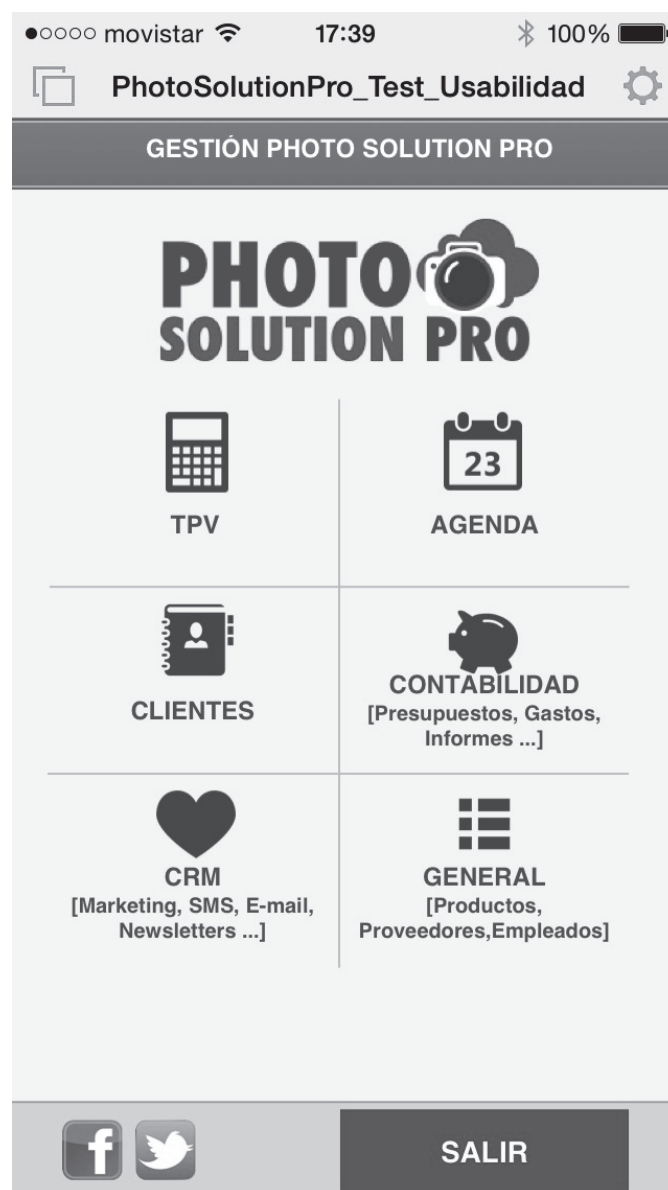 movistar 17:39 100%
PhotoSolutionPro_Test_Usabilidad
GESTIÓN PHOTO SOLUTION PRO
PHOTO
SOLUTION PRO
23
TPV AGENDA
CLIENTES
CONTABILIDAD
[Presupuestos, Gastos,
Informes ...]
CRM
[Marketing, SMS, E-mail,
Newsletters ...]
GENERAL
[Productos,
Proveedores,Empleados]
f
SALIR